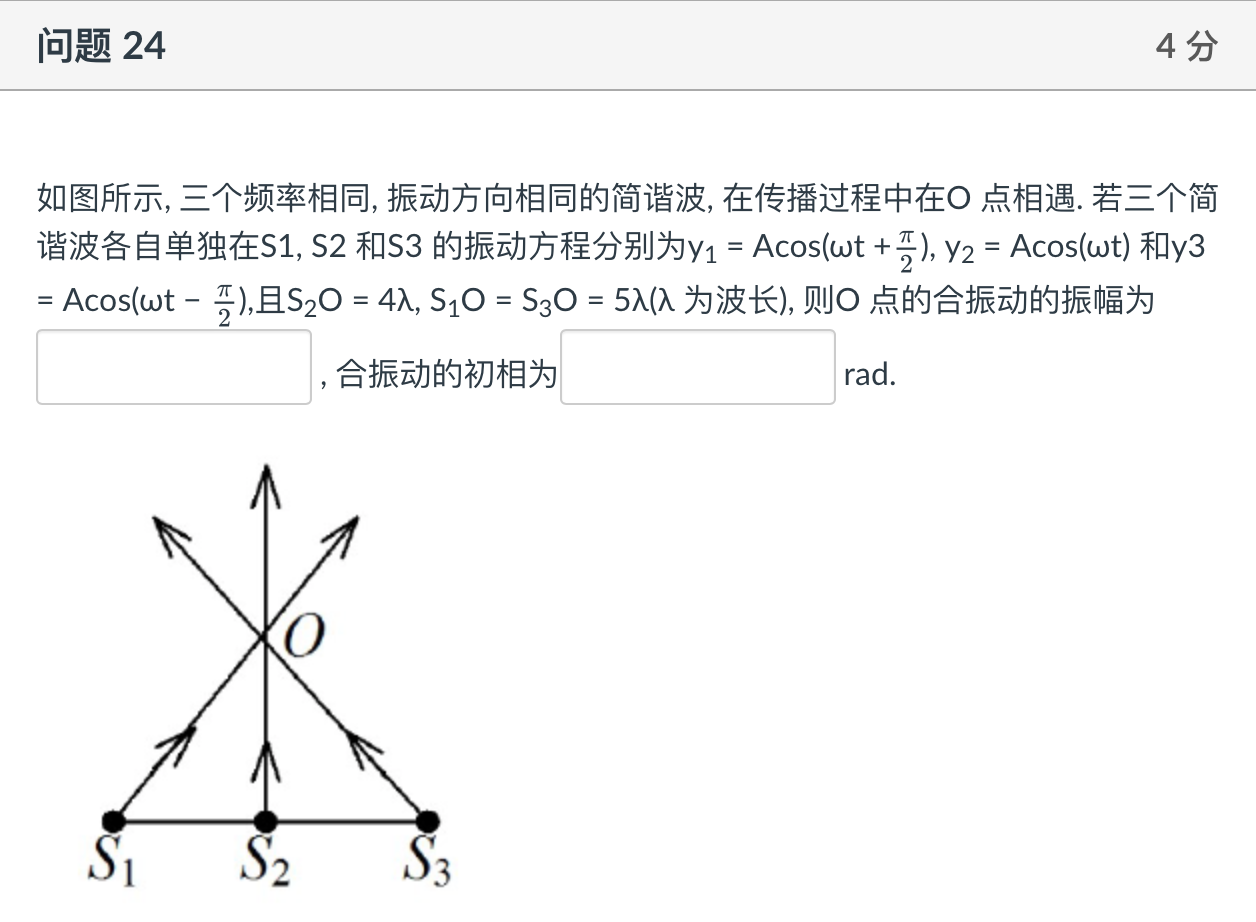 问题 24
4 分
如图所示, 三个频率相同, 振动方向相同的简谐波, 在传播过程中在O 点相遇. 若三个简
谐波各自单独在S1, S2 和S3 的振动方程分别为y₁ = Acos(ωt + π/2), y₂ = Acos(ωt) 和y3
= Acos(ωt − π/2),且S₂O = 4λ, S₁O = S₃O = 5λ(λ 为波长), 则O 点的合振动的振幅为
, 合振动的初相为 rad.
O
S₁ S₂ S₃